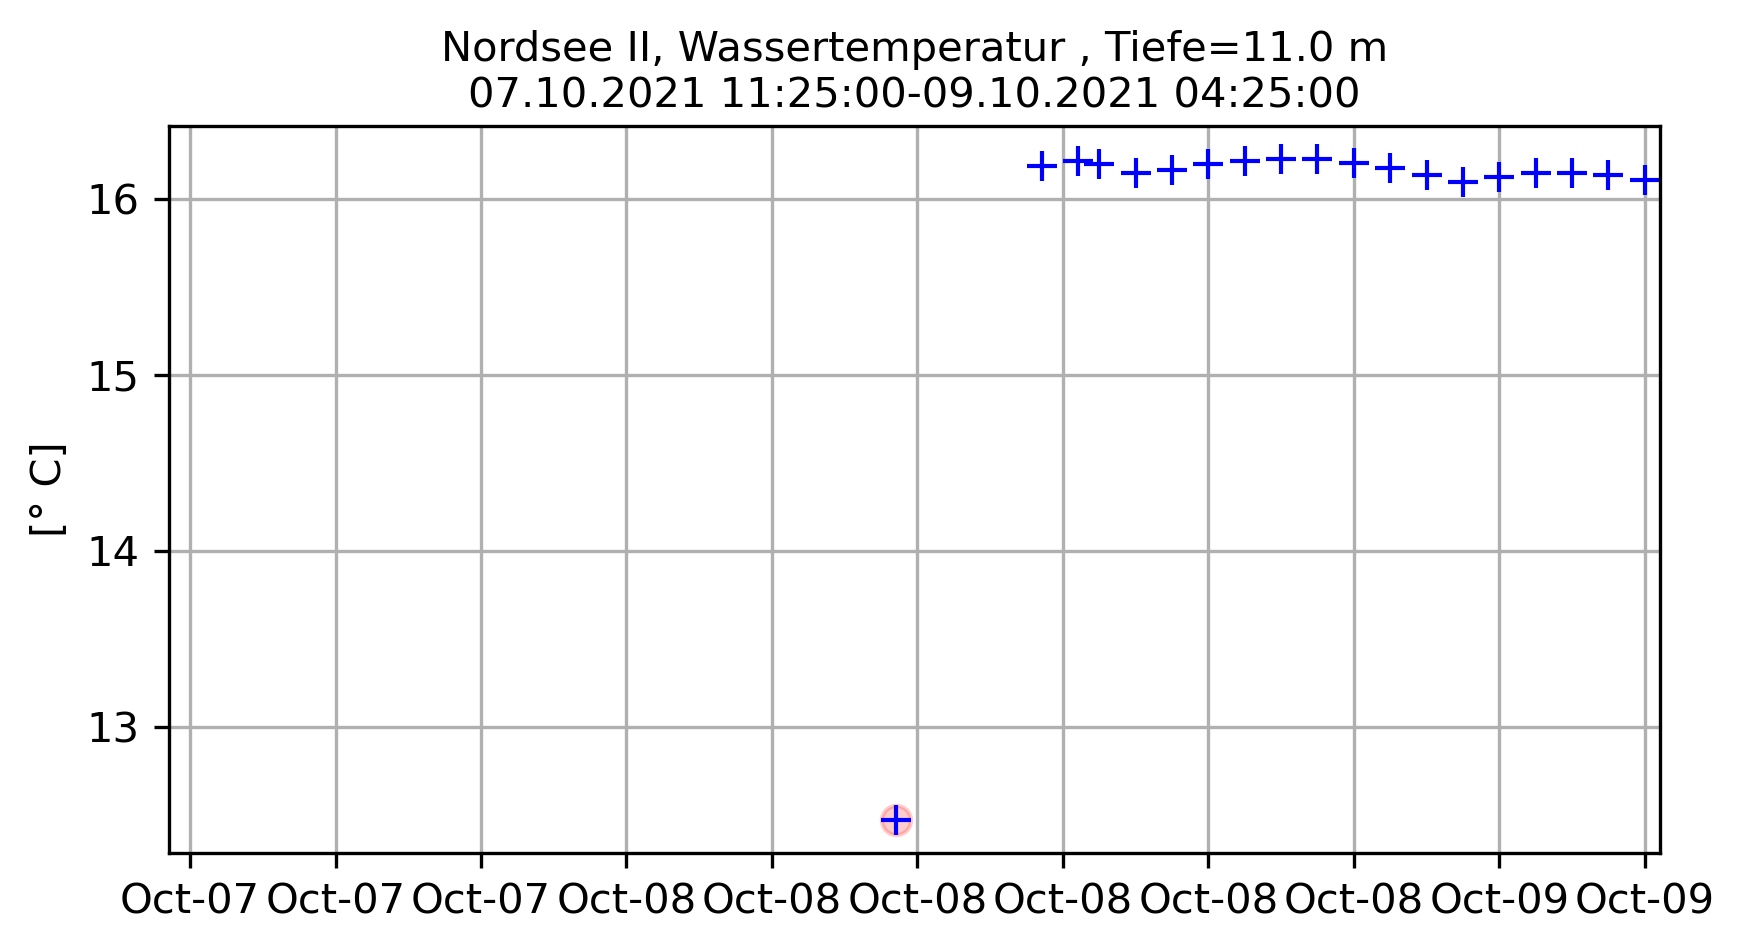 Nordsee II, Wassertemperatur , Tiefe=11.0 m
07.10.2021 11:25:00-09.10.2021 04:25:00
16
15
14
13
[° C]
Oct-07 Oct-07 Oct-07 Oct-08 Oct-08 Oct-08 Oct-08 Oct-08 Oct-08 Oct-09 Oct-09